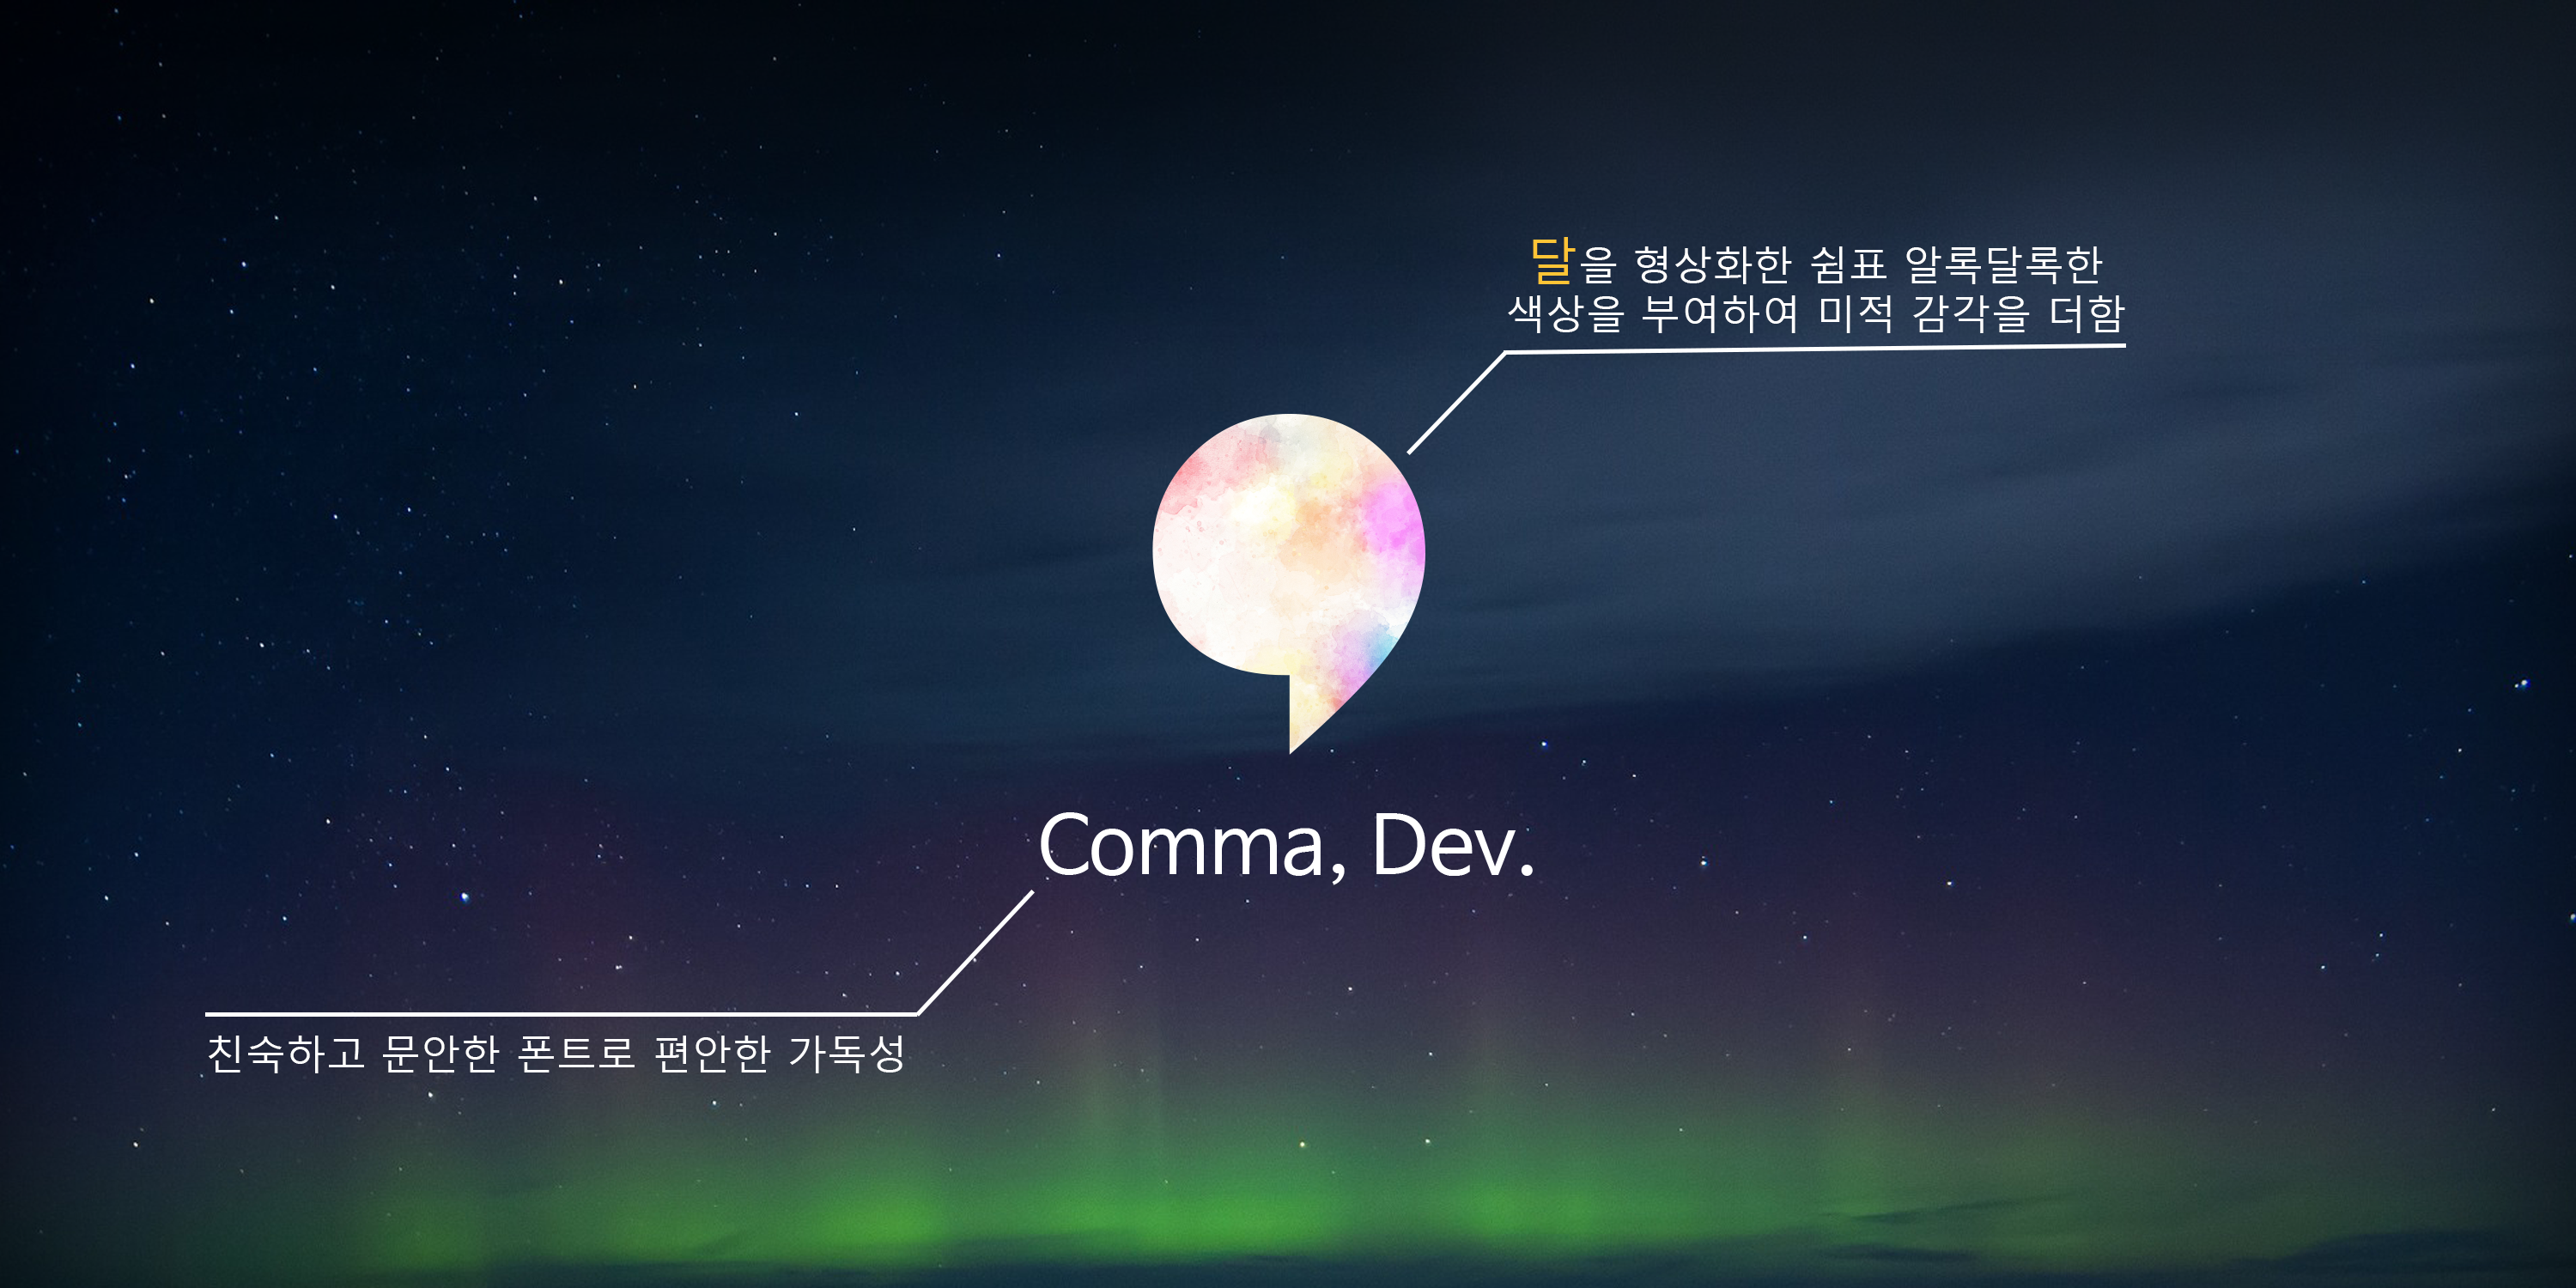 달을 형상화한 쉼표 알록달록한
색상을 부여하여 미적 감각을 더함
Comma, Dev.
친숙하고 문안한 폰트로 편안한 가독성